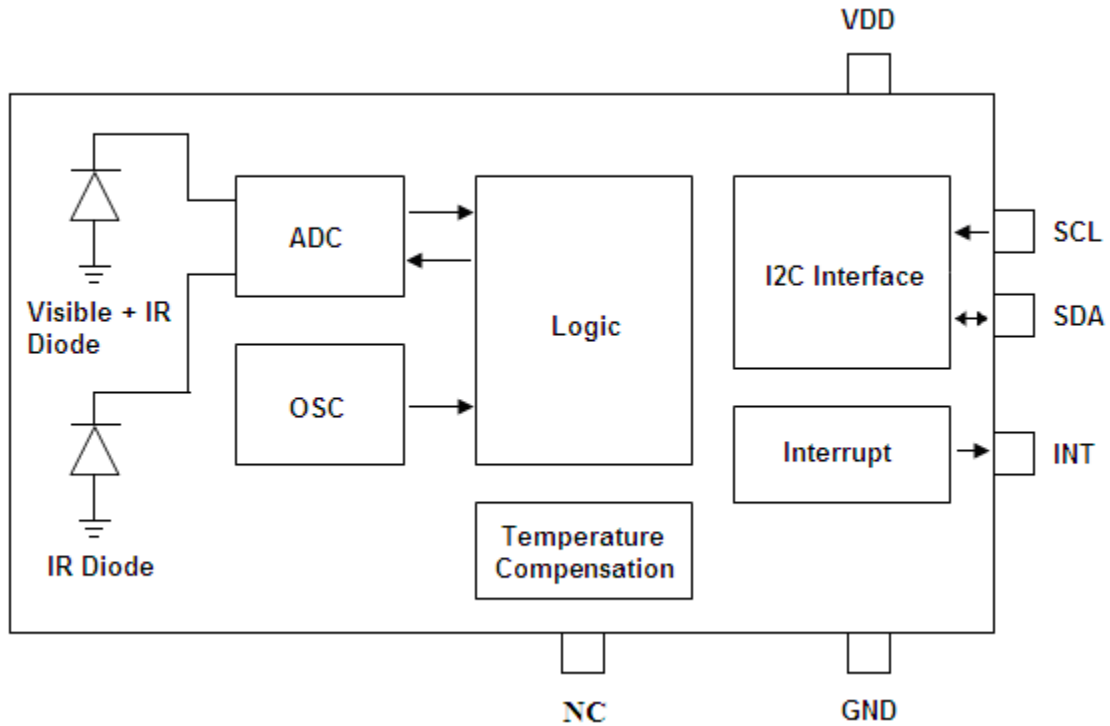 VDD
ADC
SCL
I2C Interface
Visible + IR
Diode
SDA
Logic
OSC
Interrupt
INT
Temperature
Compensation
IR Diode
NC
GND